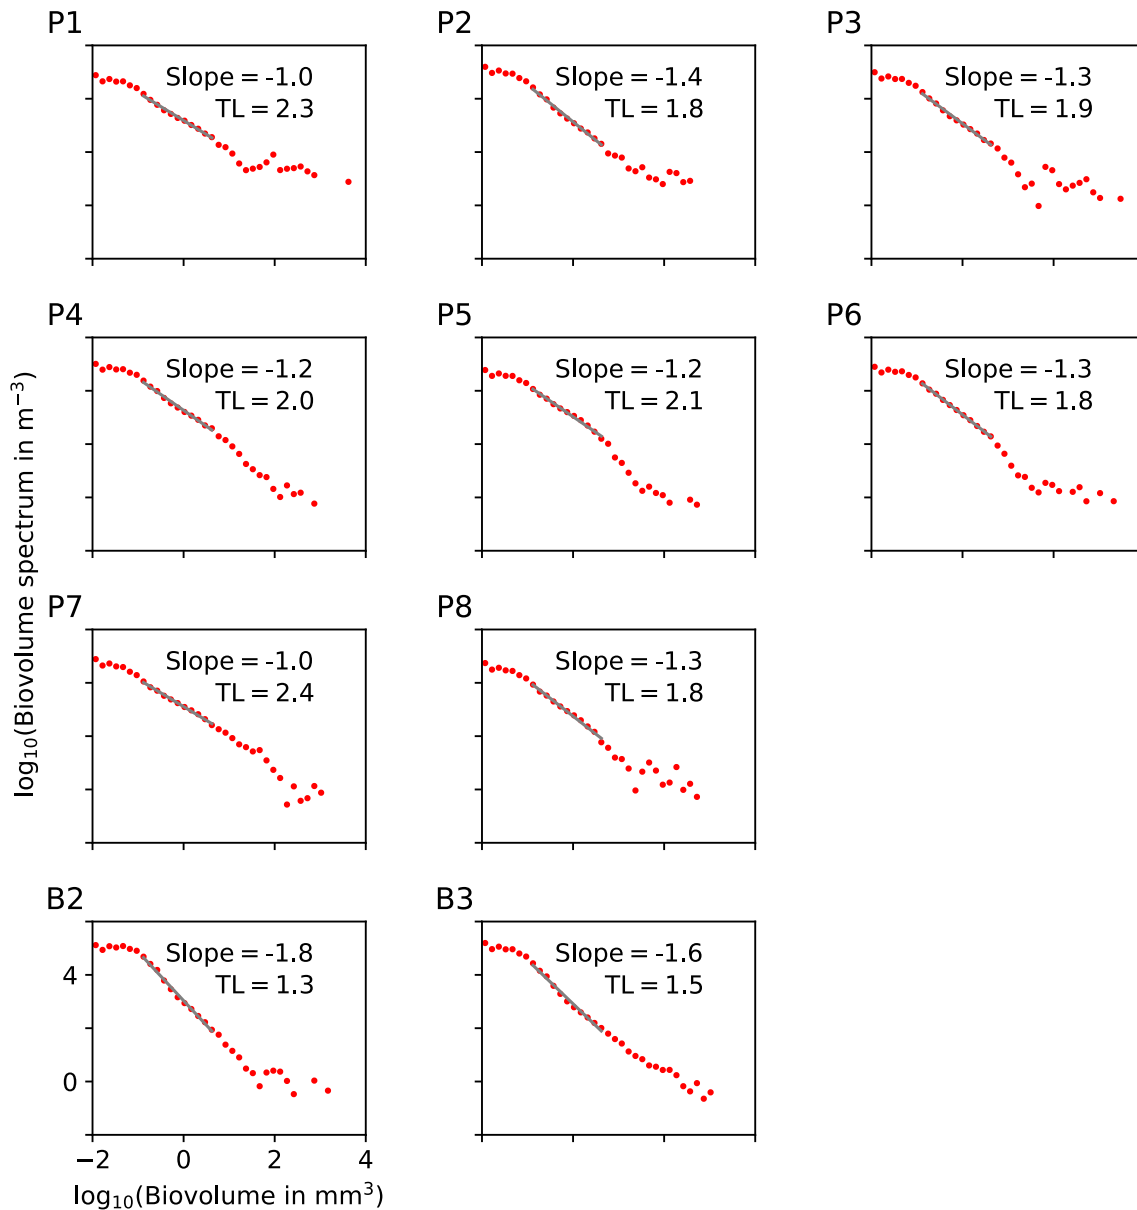 P1
Slope = -1.0
TL = 2.3
P2
Slope = -1.4
TL = 1.8
P3
Slope = -1.3
TL = 1.9
P4
Slope = -1.2
TL = 2.0
P5
Slope = -1.2
TL = 2.1
P6
Slope = -1.3
TL = 1.8
log₁₀(Biovolume spectrum in m⁻³)
P7
Slope = -1.0
TL = 2.4
P8
Slope = -1.3
TL = 1.8
B2
Slope = -1.8
TL = 1.3
4
0
−2 0 2 4
log₁₀(Biovolume in mm³)
B3
Slope = -1.6
TL = 1.5